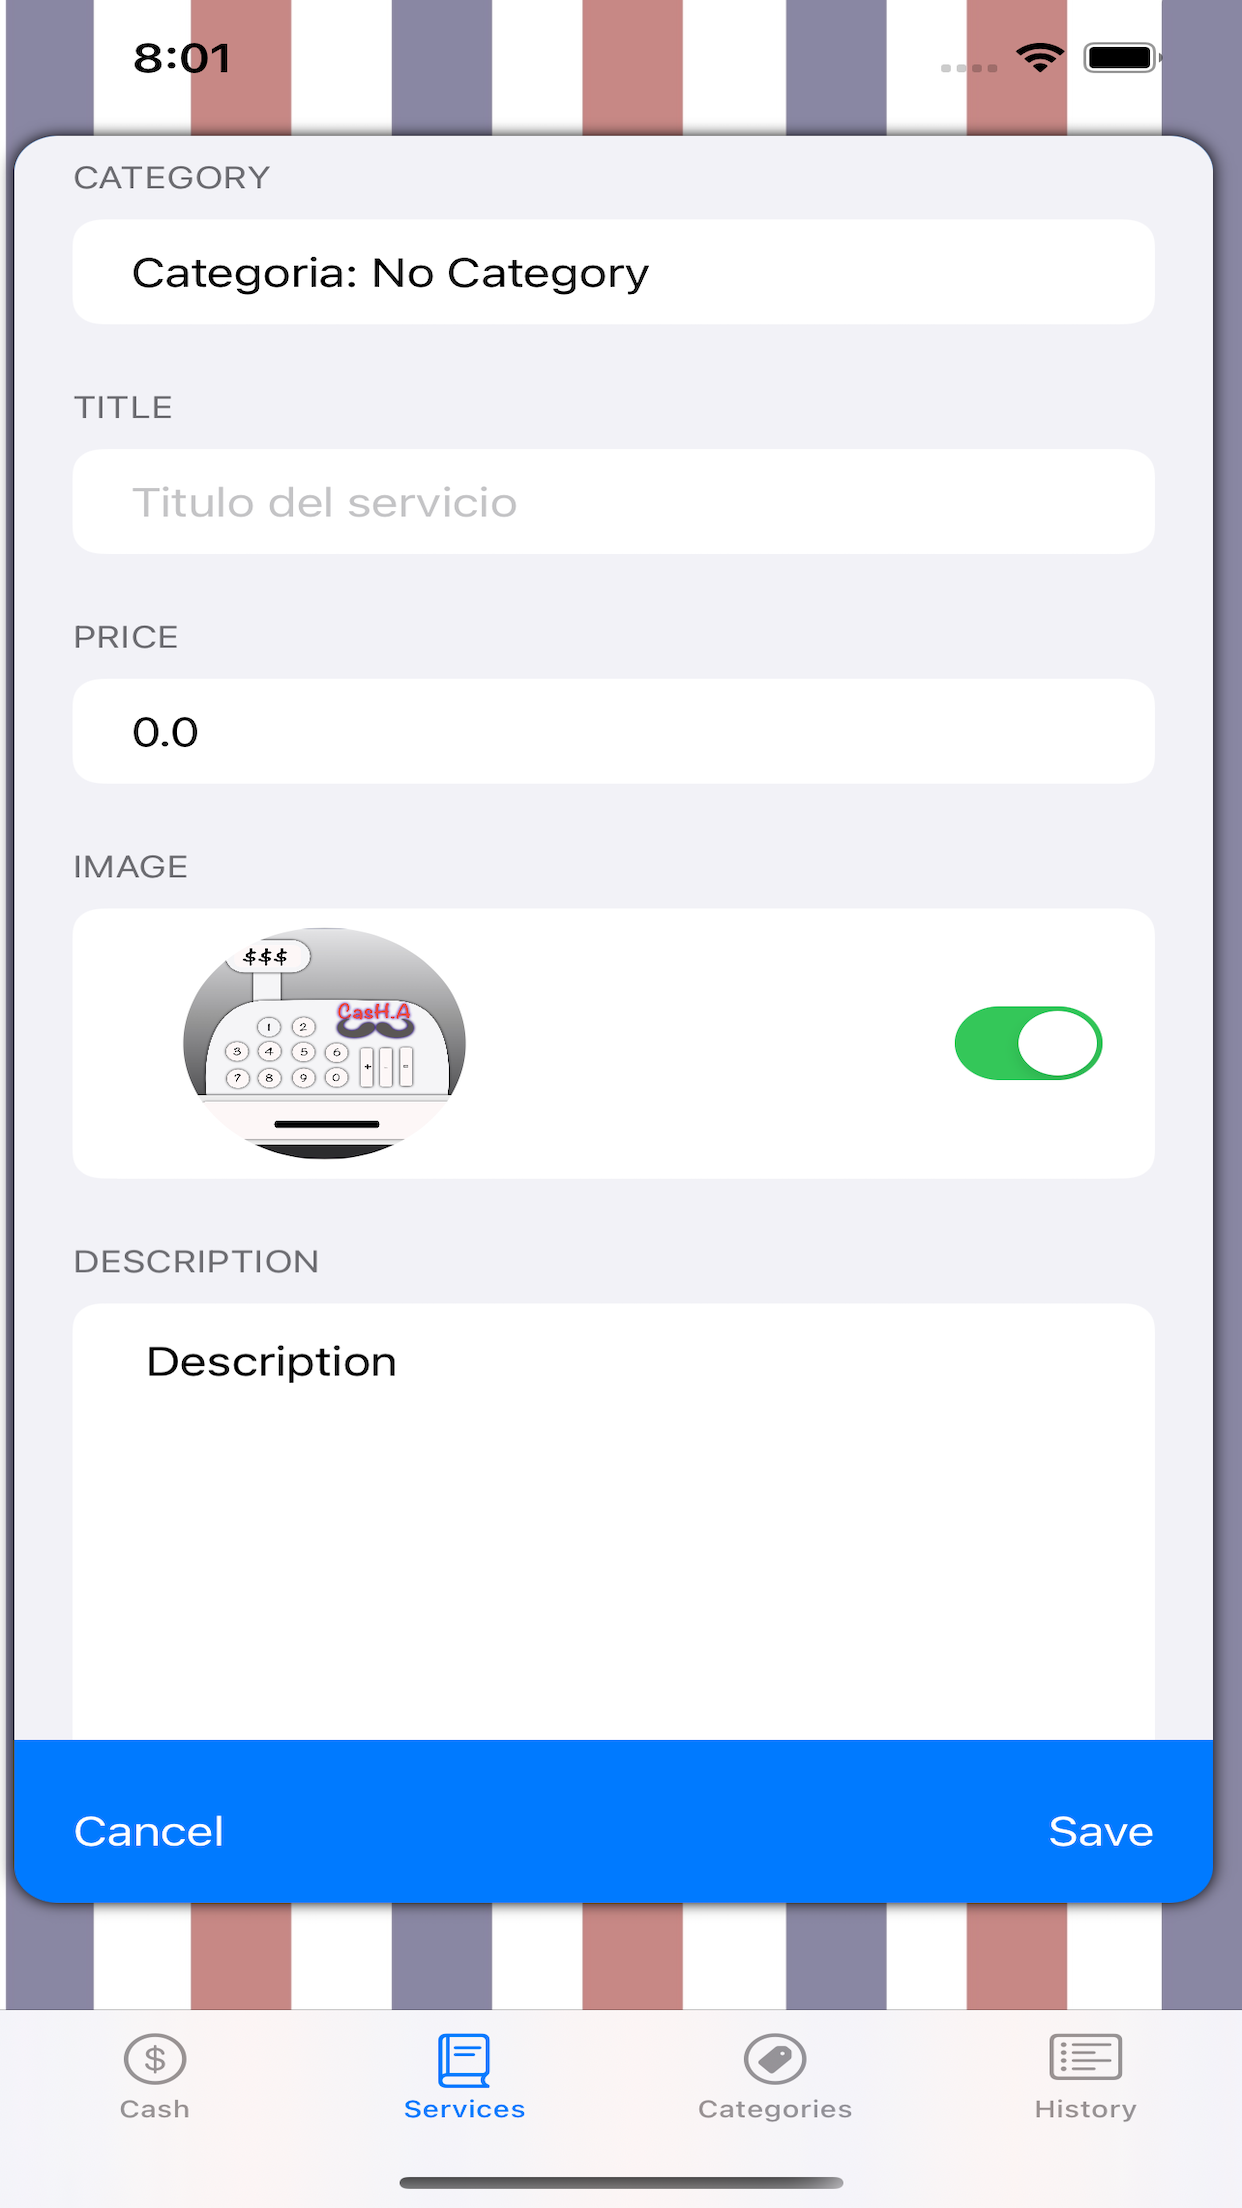 8:01
CATEGORY
Categoria: No Category
TITLE
Titulo del servicio
PRICE
0.0
IMAGE
$$$
CasH.A
1 2
3 4 5 6
7 8 9 0 + - =
DESCRIPTION
Description
Cancel Save
$
Cash Services Categories History